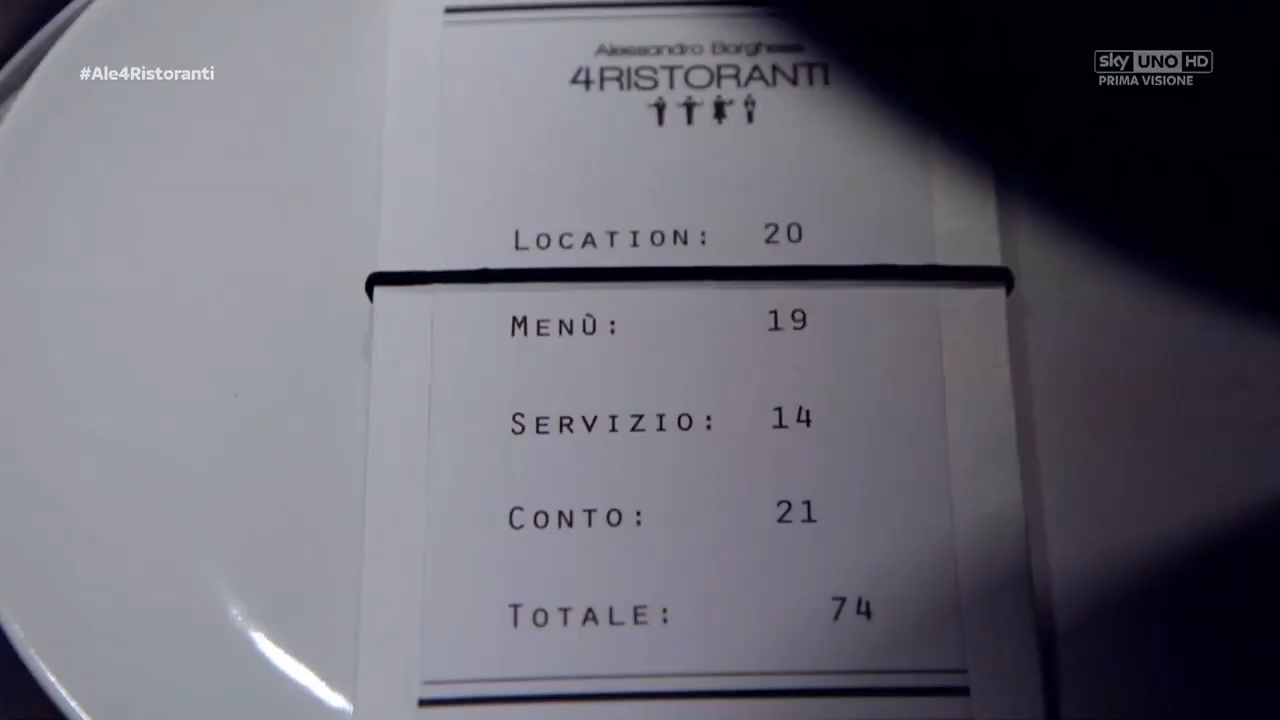 #Ale4Ristoranti
sky UNO HD
PRIMA VISIONE
Alessandro Borghese
4RISTORANTI
LOCATION: 20
MENÙ: 19
SERVIZIO: 14
CONTO: 21
TOTALE: 74